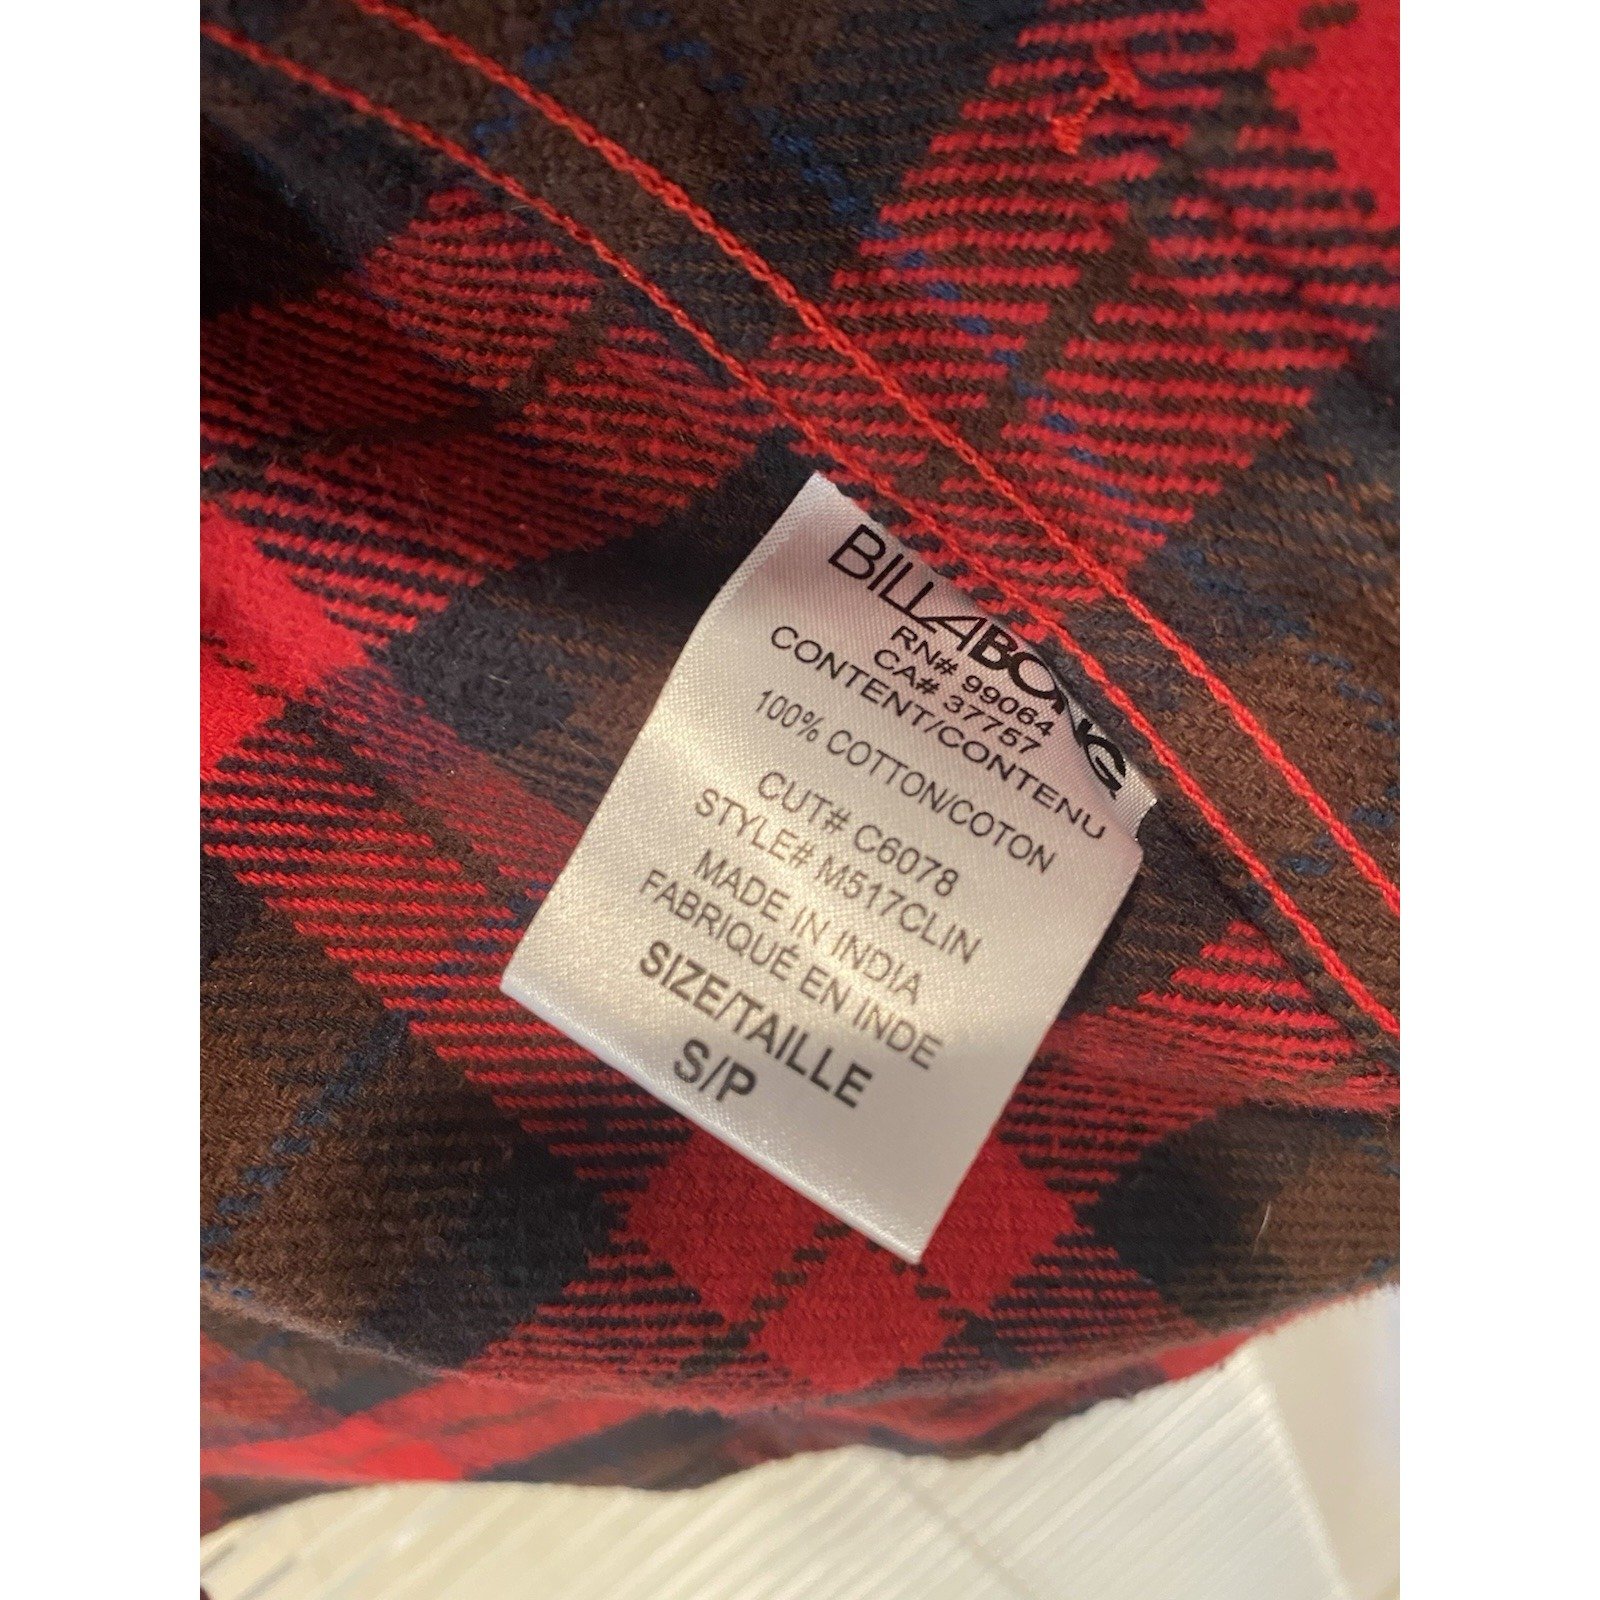 BILLABONG
RN# 99064
CA# 37757
CONTENT/CONTENU
100% COTTON/COTON
CUT# C6078
STYLE# M517CLIN
MADE IN INDIA
FABRIQUÉ EN INDE
SIZE/TAILLE
S/P